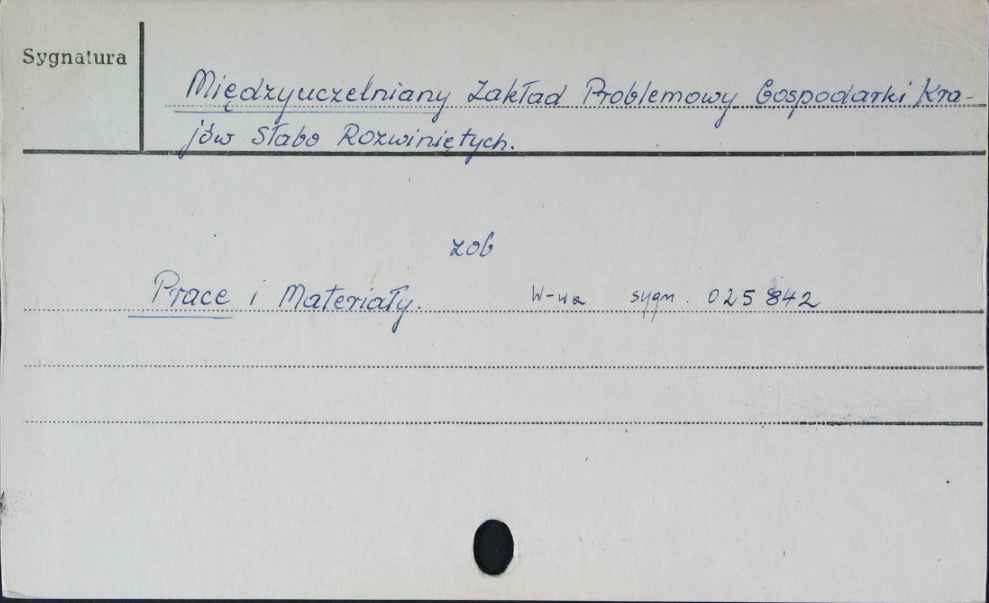 Sygnatura
Międzyuczelniany Zakład Problemowy Gospodarki Kra-
jów Słabo Rozwiniętych.
zob
Prace i Materiały. W-wa sygn. 025842